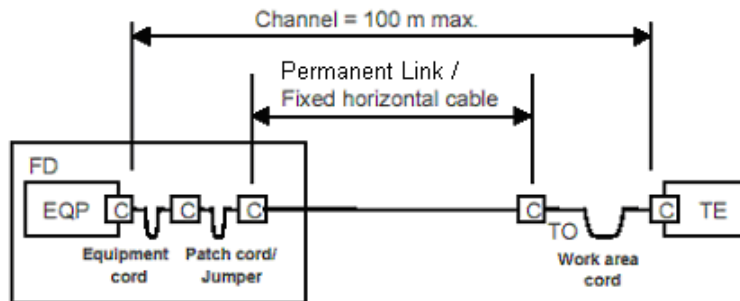 Channel = 100 m max.
Permanent Link /
Fixed horizontal cable
FD
EQP
C
C
C
C
TO
C
TE
Equipment
cord
Patch cord/
Jumper
Work area
cord